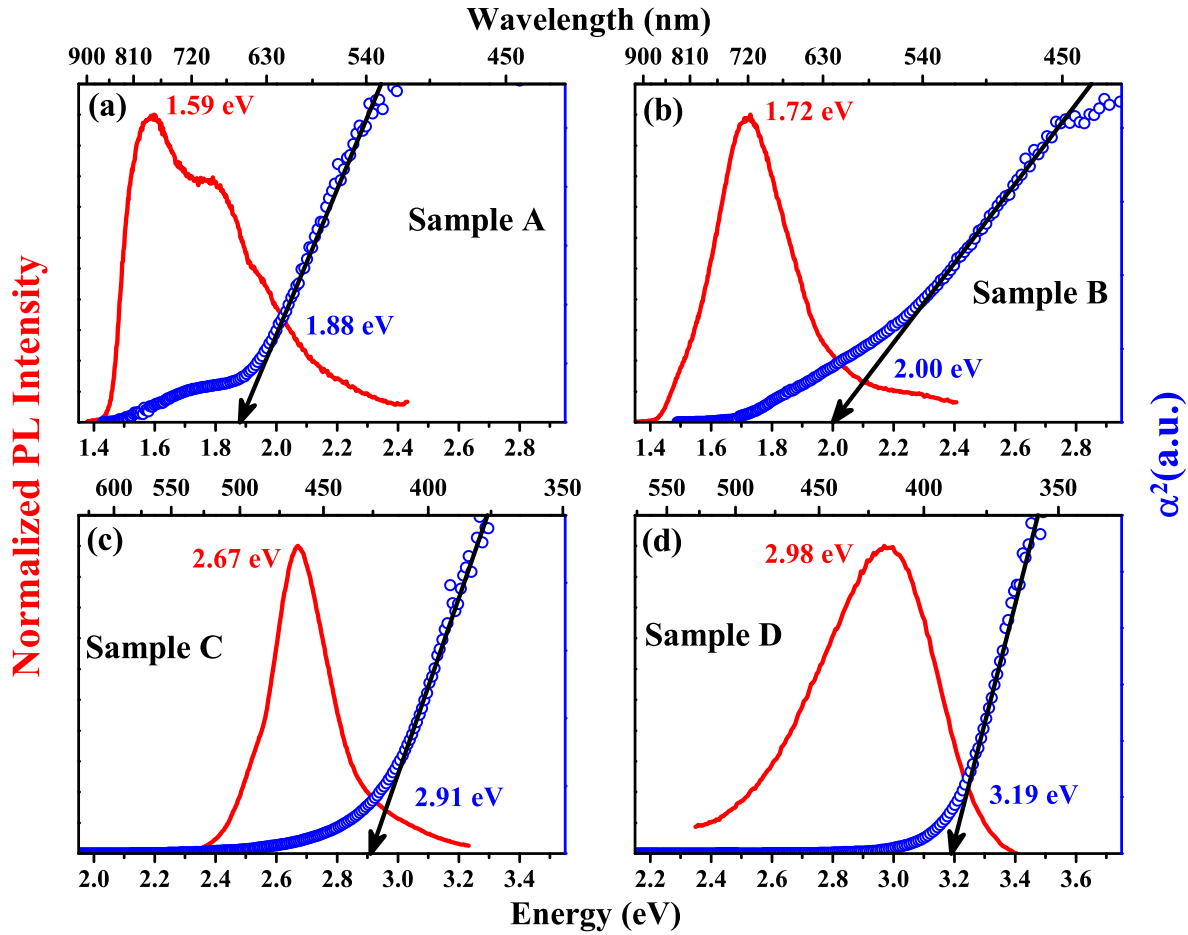 Wavelength (nm)
900 810 720 630 540 450
900 810 720 630 540 450
(a)
1.59 eV
Sample A
1.88 eV
(b)
1.72 eV
Sample B
2.00 eV
1.4 1.6 1.8 2.0 2.2 2.4 2.6 2.8
1.4 1.6 1.8 2.0 2.2 2.4 2.6 2.8
Normalized PL Intensity
α²(a.u.)
600 550 500 450 400 350
550 500 450 400 350
(c)
2.67 eV
Sample C
2.91 eV
(d)
2.98 eV
Sample D
3.19 eV
2.0 2.2 2.4 2.6 2.8 3.0 3.2 3.4
2.2 2.4 2.6 2.8 3.0 3.2 3.4 3.6
Energy (eV)